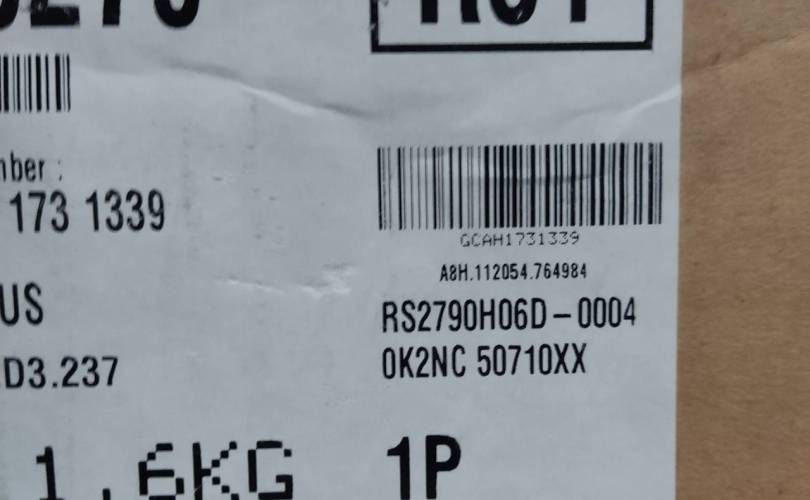 GCAH1731339
mber :
173 1339
A8H.112054.764984
US
RS2790H06D-0004
D3.237
0K2NC 50710XX
1.6KG
1P